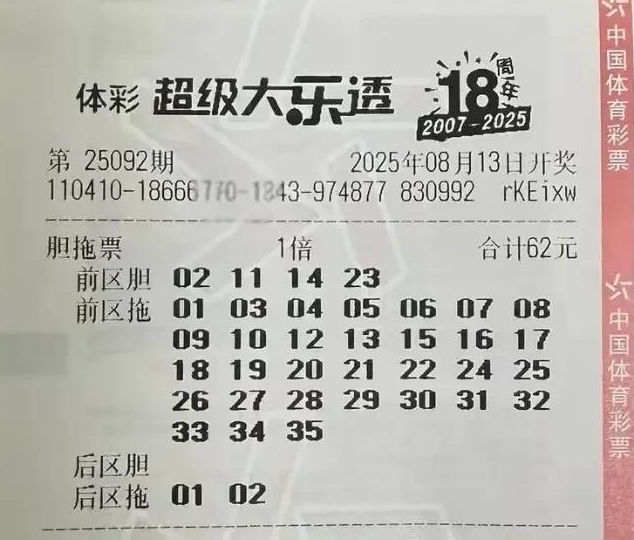 体彩 超级大乐透 18周年
2007-2025
第 25092期 2025年08月13日开奖
110410-18666770-1843-974877 830992 rKEixw
胆拖票 1倍 合计62元
前区胆 02 11 14 23
前区拖 01 03 04 05 06 07 08
09 10 12 13 15 16 17
18 19 20 21 22 24 25
26 27 28 29 30 31 32
33 34 35
后区胆
后区拖 01 02
中国体育彩票
中国体育彩票